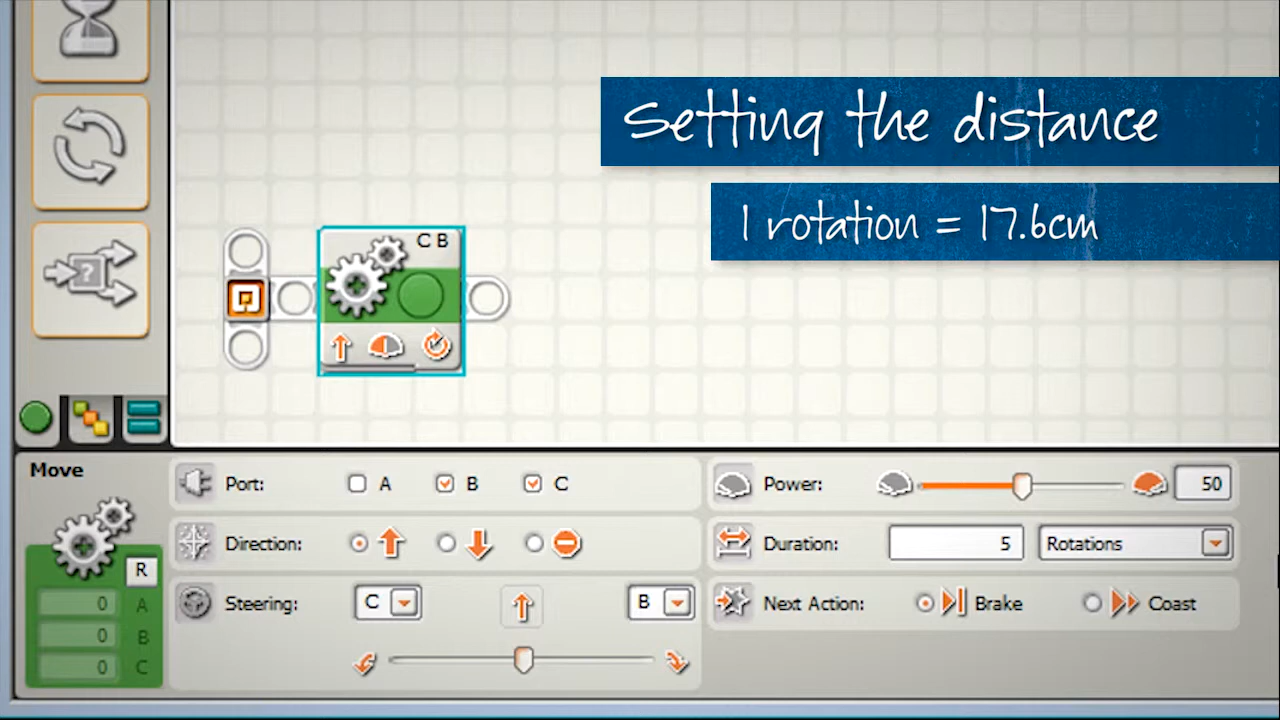 Setting the distance
1 rotation = 17.6cm
C B
?
Move
R
0 A
0 B
0 C
Port: A B C
Direction:
Steering: C B
Power: 50
Duration: 5 Rotations
Next Action: Brake Coast